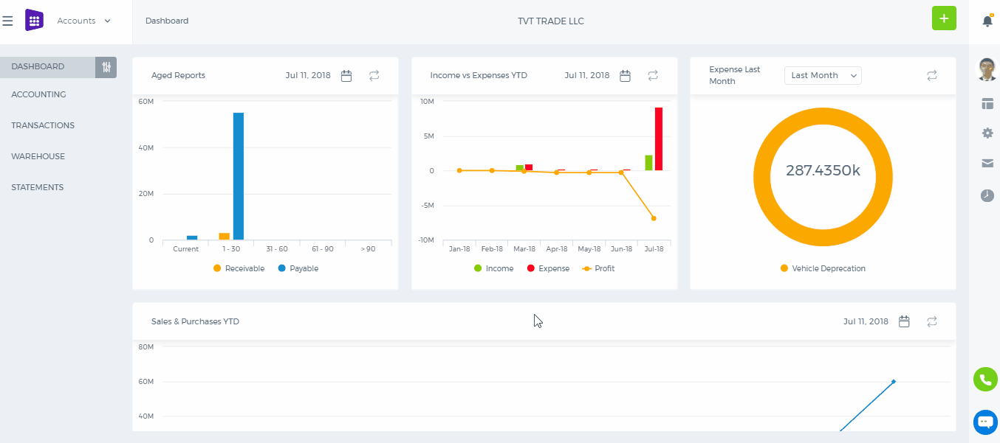 Accounts
Dashboard
TVT TRADE LLC
+
DASHBOARD
ACCOUNTING
TRANSACTIONS
WAREHOUSE
STATEMENTS
Aged Reports
Jul 11, 2018
60M
40M
20M
0
Current 1 - 30 31 - 60 61 - 90 > 90
Receivable Payable
Income vs Expenses YTD
Jul 11, 2018
10M
5M
0
-5M
-10M
Jan-18 Feb-18 Mar-18 Apr-18 May-18 Jun-18 Jul-18
Income Expense Profit
Expense Last
Month
Last Month
287.4350k
Vehicle Deprecation
Sales & Purchases YTD
Jul 11, 2018
80M
60M
40M